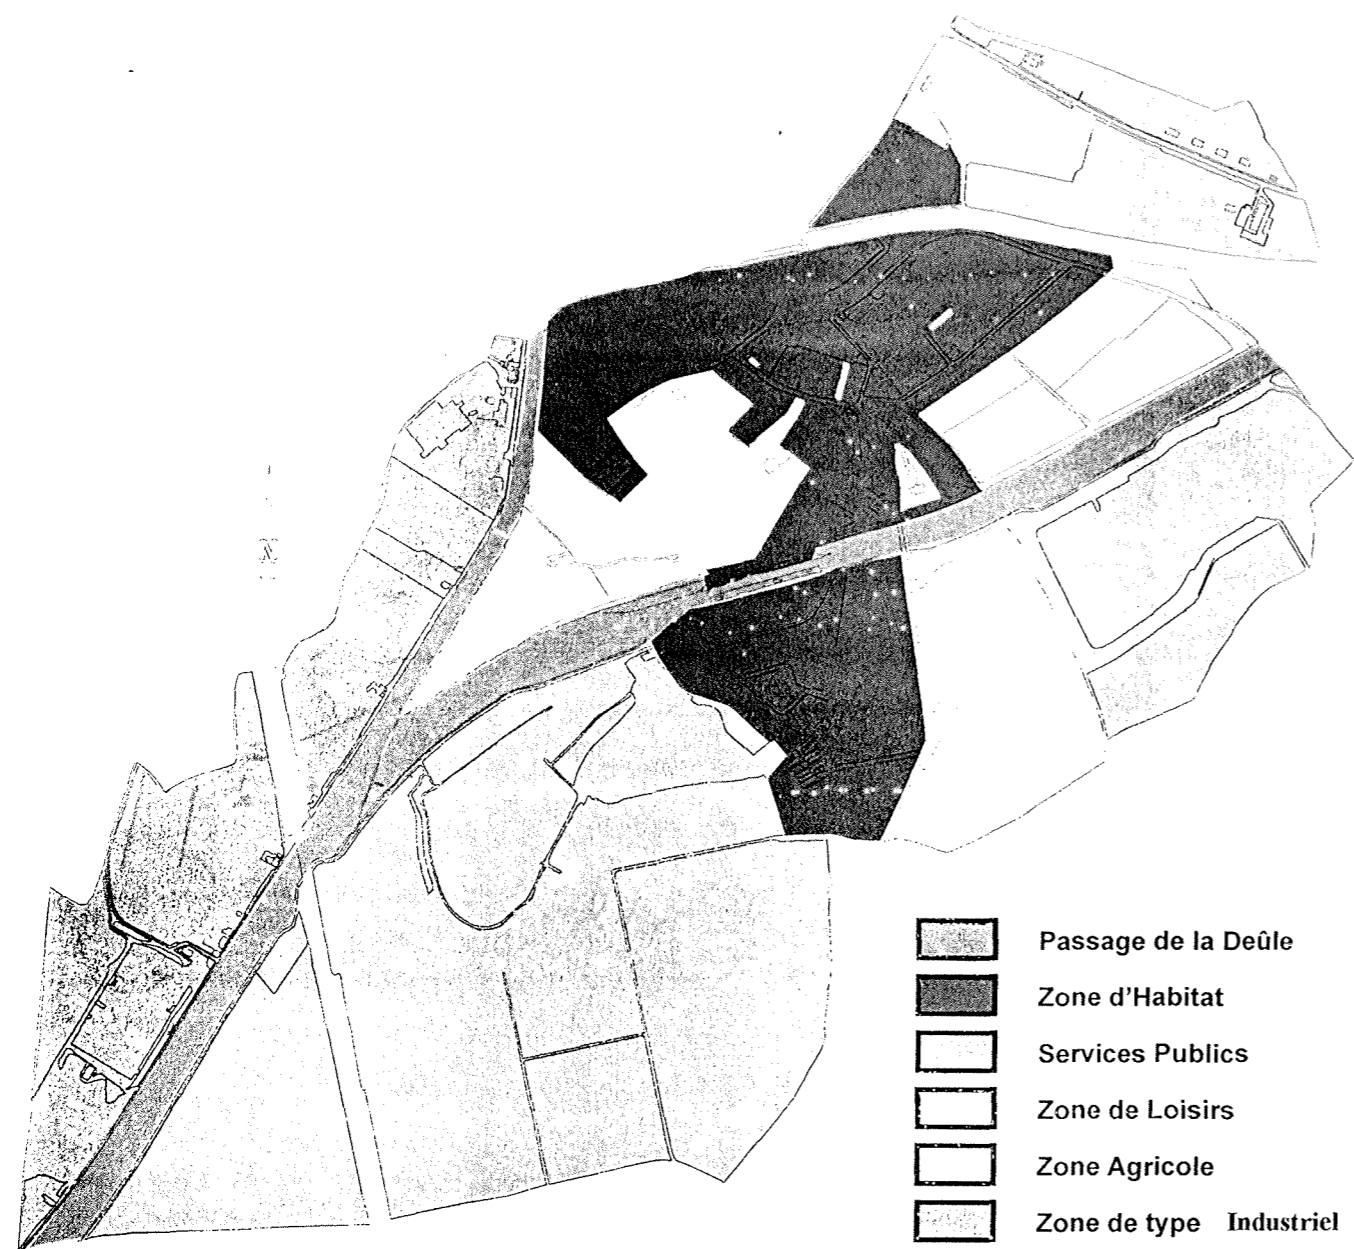 Passage de la Deûle
Zone d'Habitat
Services Publics
Zone de Loisirs
Zone Agricole
Zone de type Industriel